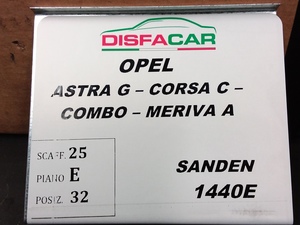 DISFACAR
OPEL
ASTRA G – CORSA C –
COMBO – MERIVA A
SCAFF. 25
PIANO E
POSIZ. 32
SANDEN
1440E